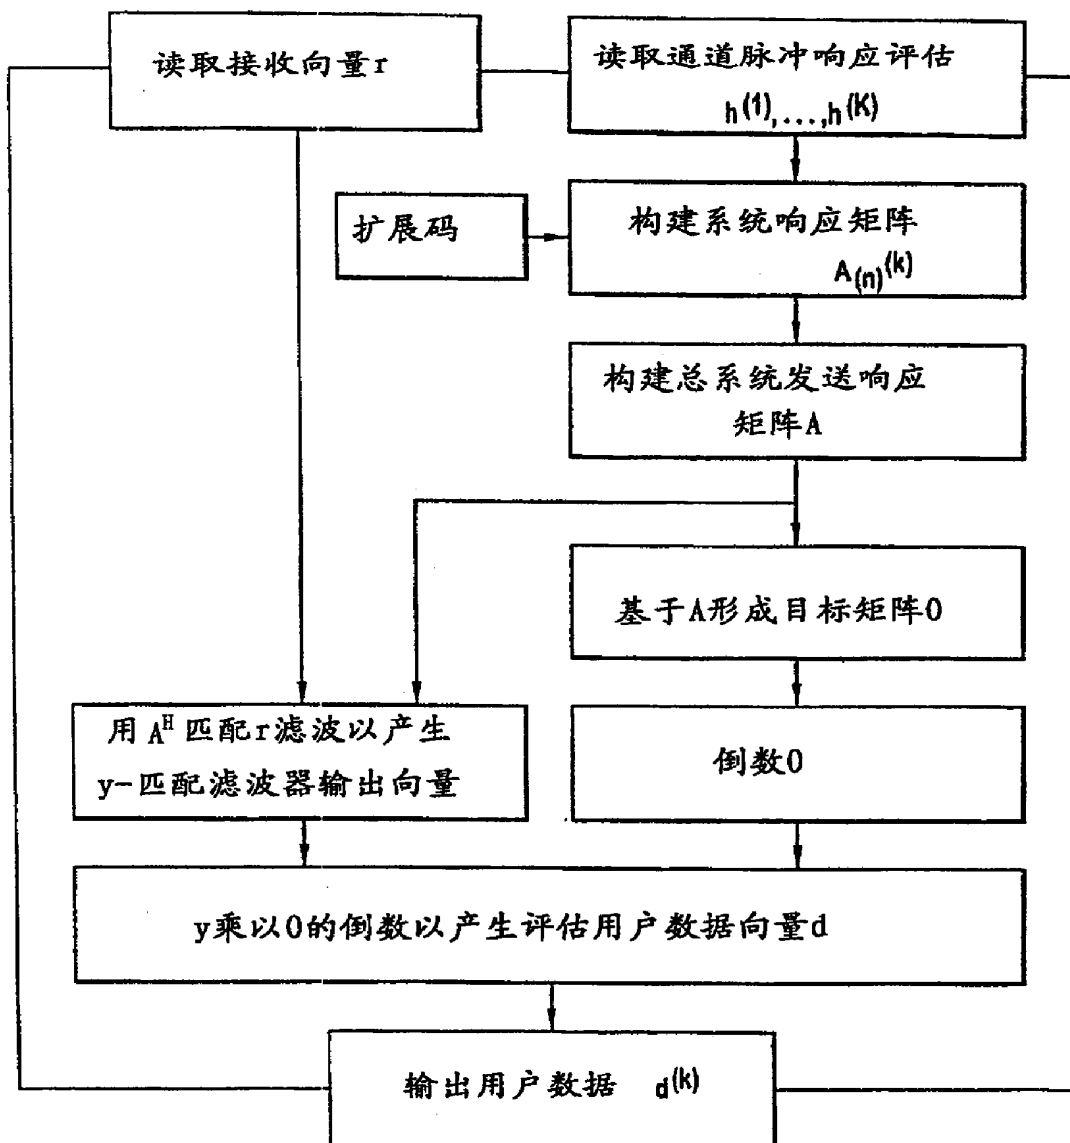 读取接收向量r
读取通道脉冲响应评估
h(1),...,h(K)
扩展码
构建系统响应矩阵
A(n)(k)
构建总系统发送响应
矩阵A
基于A形成目标矩阵O
用 AH 匹配r滤波以产生
y-匹配滤波器输出向量
倒数O
y乘以O的倒数以产生评估用户数据向量d
输出用户数据 d(k)